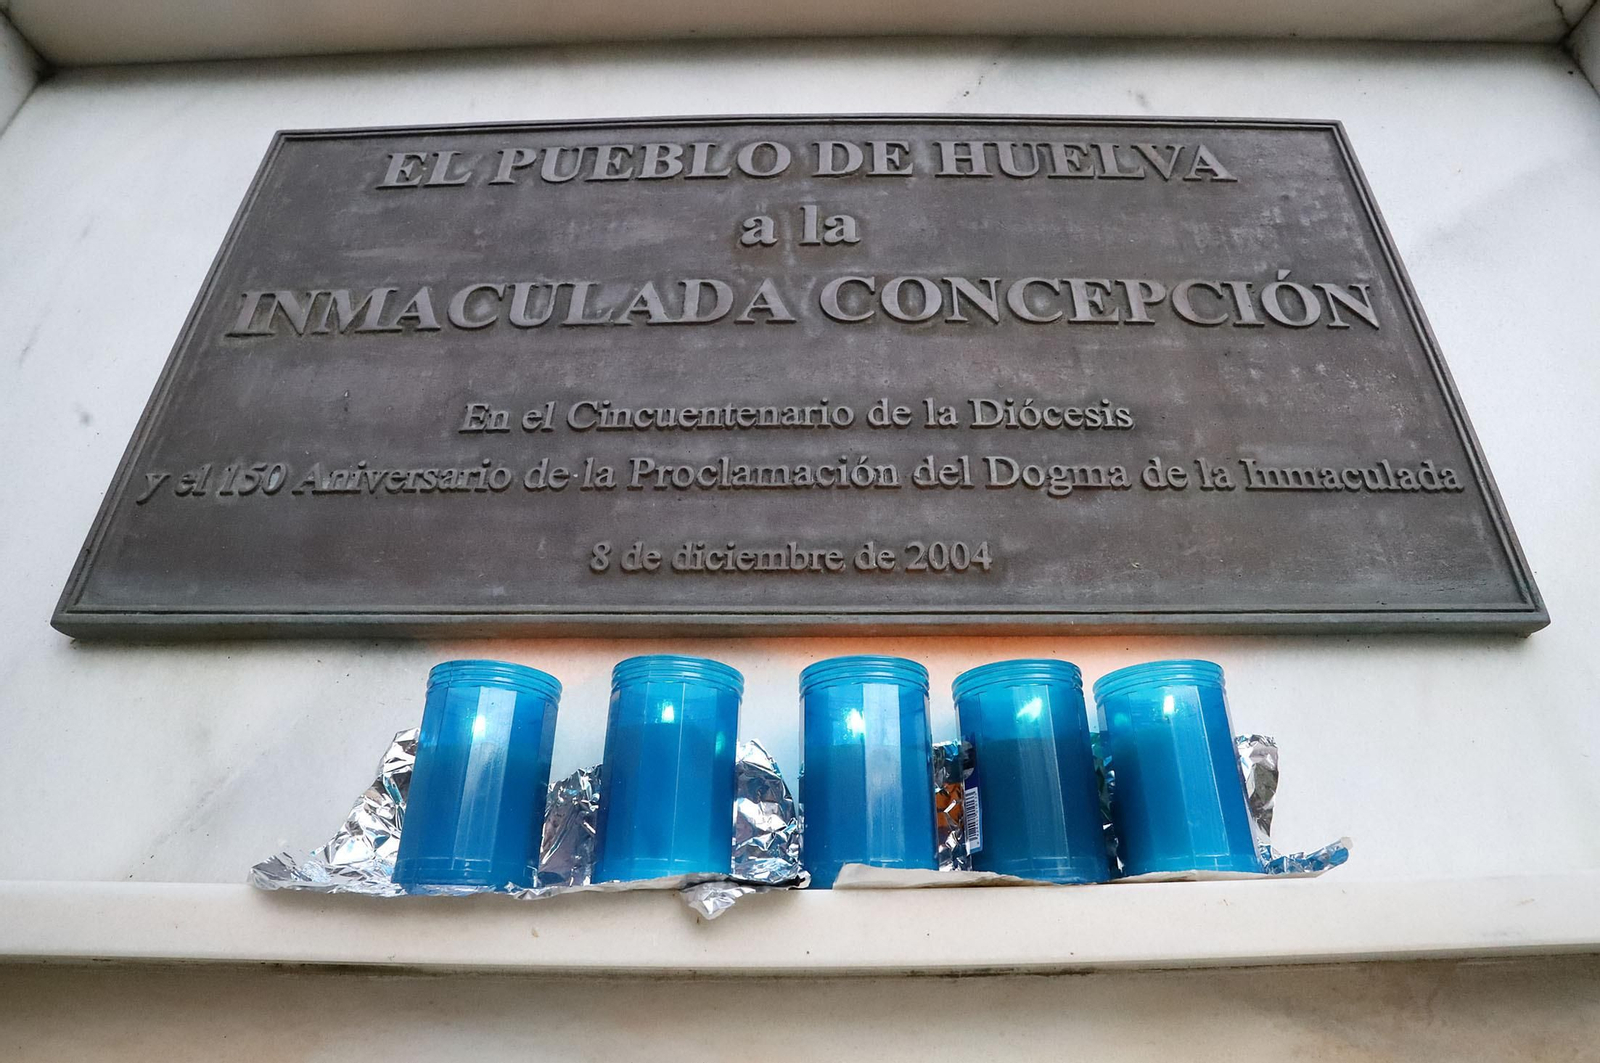 EL PUEBLO DE HUELVA
a la
INMACULADA CONCEPCIÓN
En el Cincuentenario de la Diócesis
y el 150 Aniversario de la Proclamación del Dogma de la Inmaculada
8 de diciembre de 2004